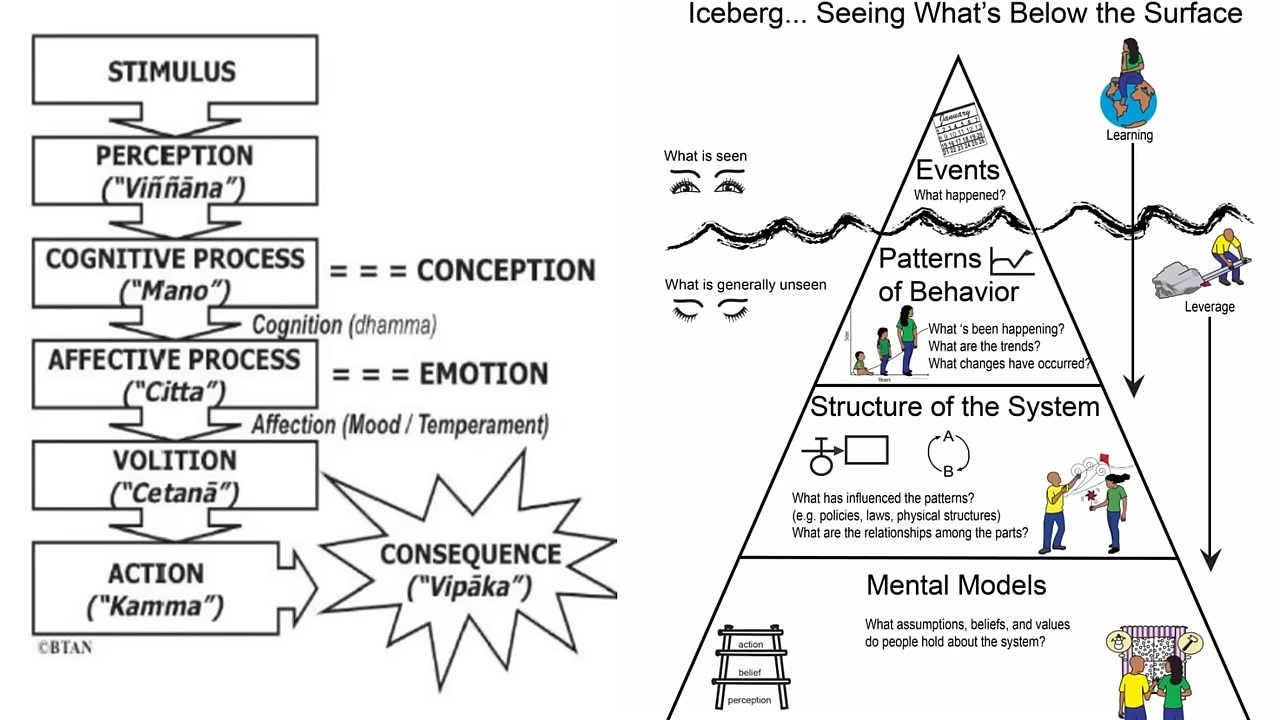 STIMULUS
PERCEPTION
("Viññāna")
COGNITIVE PROCESS
("Mano")
= = = CONCEPTION
Cognition (dhamma)
AFFECTIVE PROCESS
("Citta")
= = = EMOTION
Affection (Mood / Temperament)
VOLITION
("Cetanā")
ACTION
("Kamma")
CONSEQUENCE
("Vipāka")
©BTAN
Iceberg... Seeing What's Below the Surface
Learning
What is seen
January
Events
What happened?
What is generally unseen
Leverage
Patterns
of Behavior
What 's been happening?
What are the trends?
What changes have occurred?
Size
Years
Structure of the System
A
B
What has influenced the patterns?
(e.g. policies, laws, physical structures)
What are the relationships among the parts?
Mental Models
What assumptions, beliefs, and values
do people hold about the system?
action
belief
perception